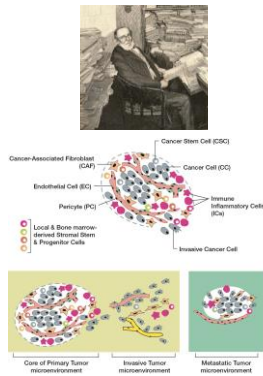 Cancer Stem Cell (CSC)
Cancer-Associated Fibroblast
(CAF)
Cancer Cell (CC)
Endothelial Cell (EC)
Immune
Inflammatory Cells
(ICs)
Pericyte (PC)
Local & Bone marrow-
derived Stromal Stem
& Progenitor Cells
Invasive Cancer Cell
Core of Primary Tumor
microenvironment
Invasive Tumor
microenvironment
Metastatic Tumor
microenvironment